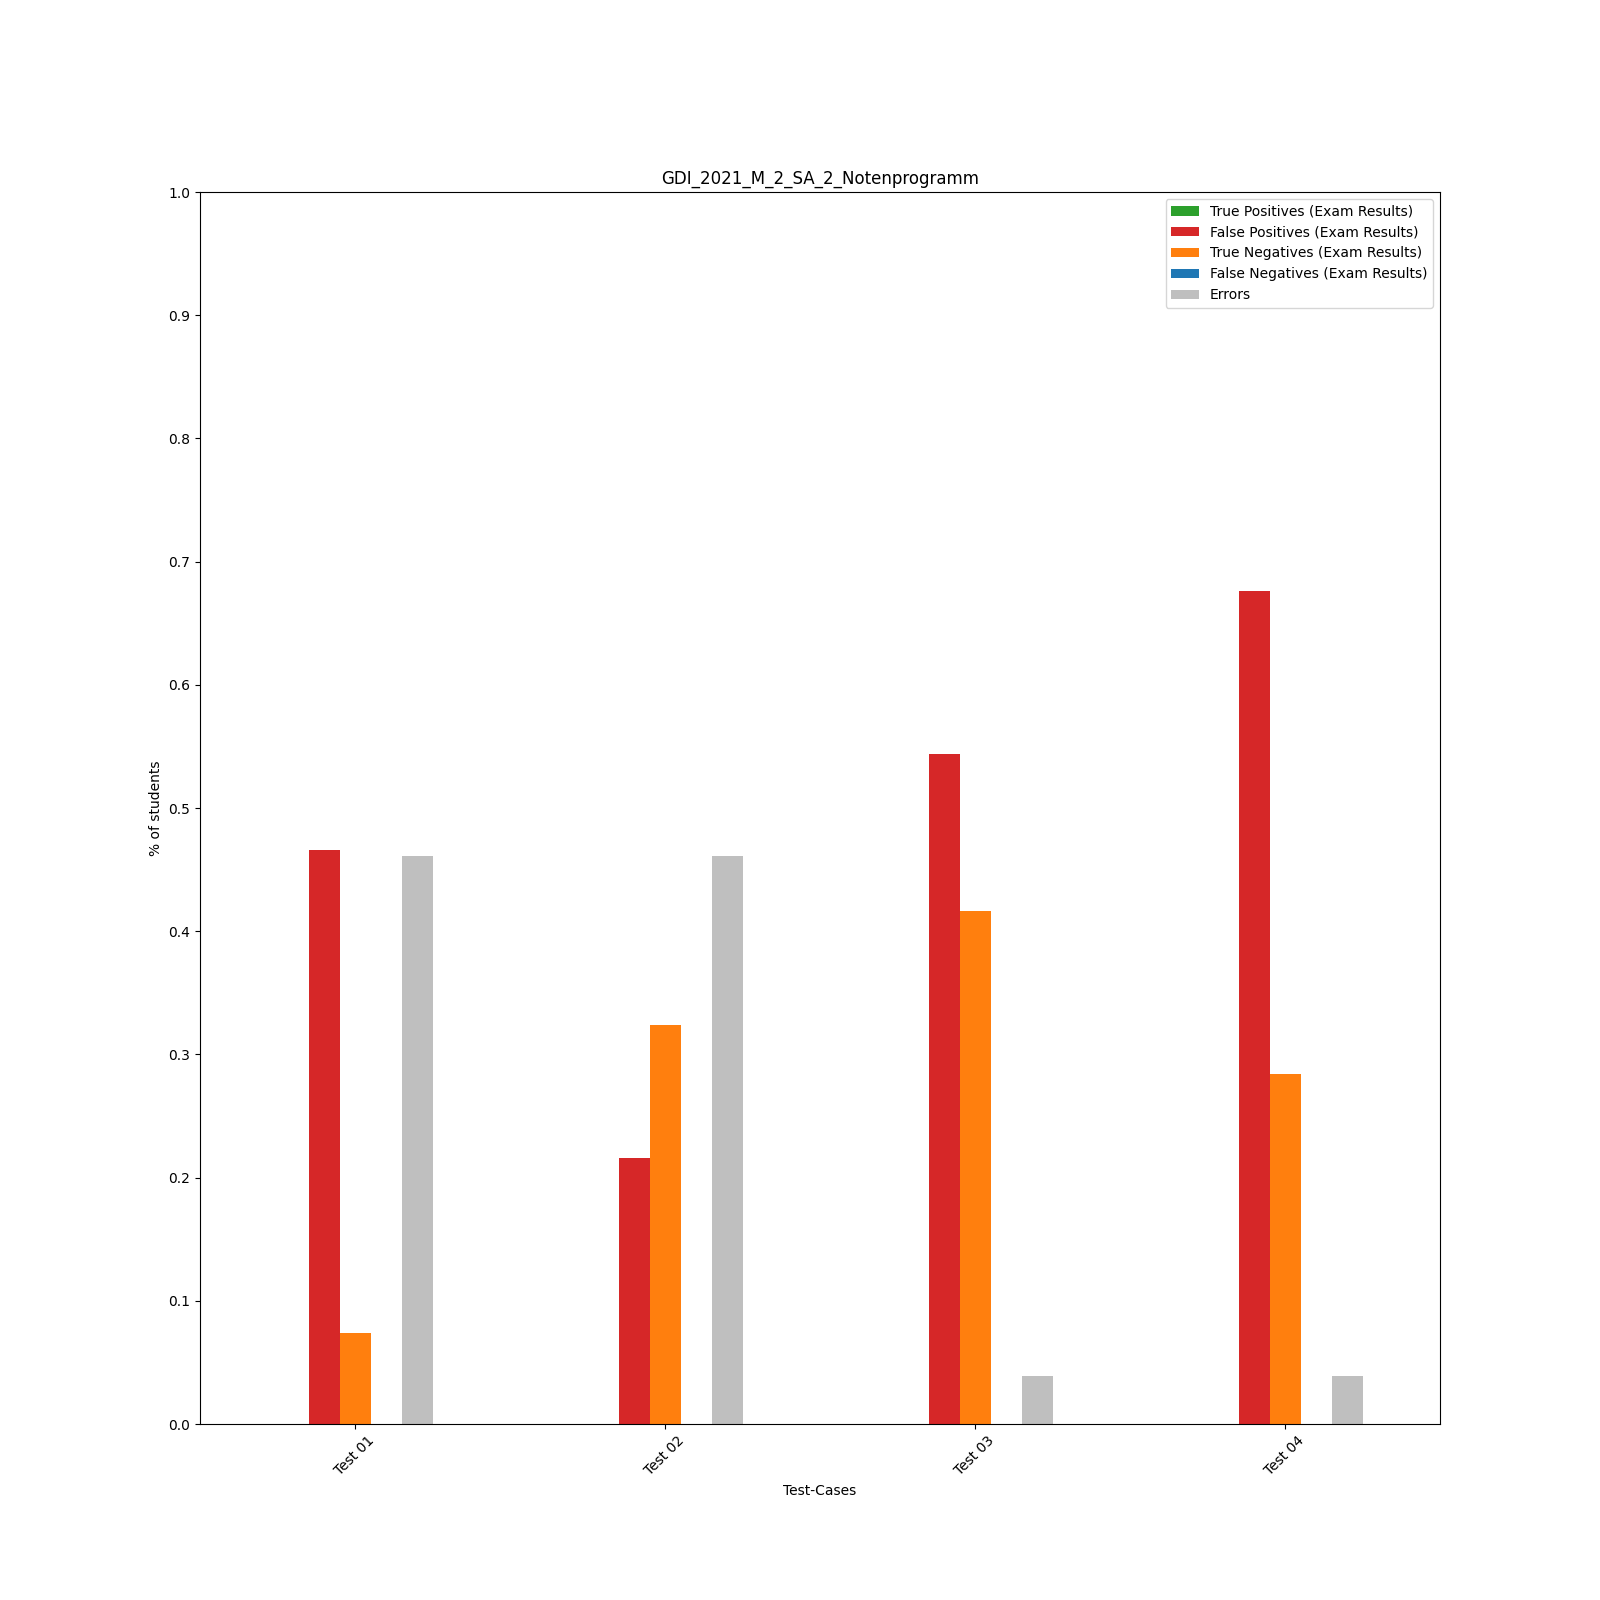 GDI_2021_M_2_SA_2_Notenprogramm
1.0
0.9
0.8
0.7
0.6
0.5
0.4
0.3
0.2
0.1
0.0
% of students
True Positives (Exam Results)
False Positives (Exam Results)
True Negatives (Exam Results)
False Negatives (Exam Results)
Errors
Test 01
Test 02
Test 03
Test 04
Test-Cases